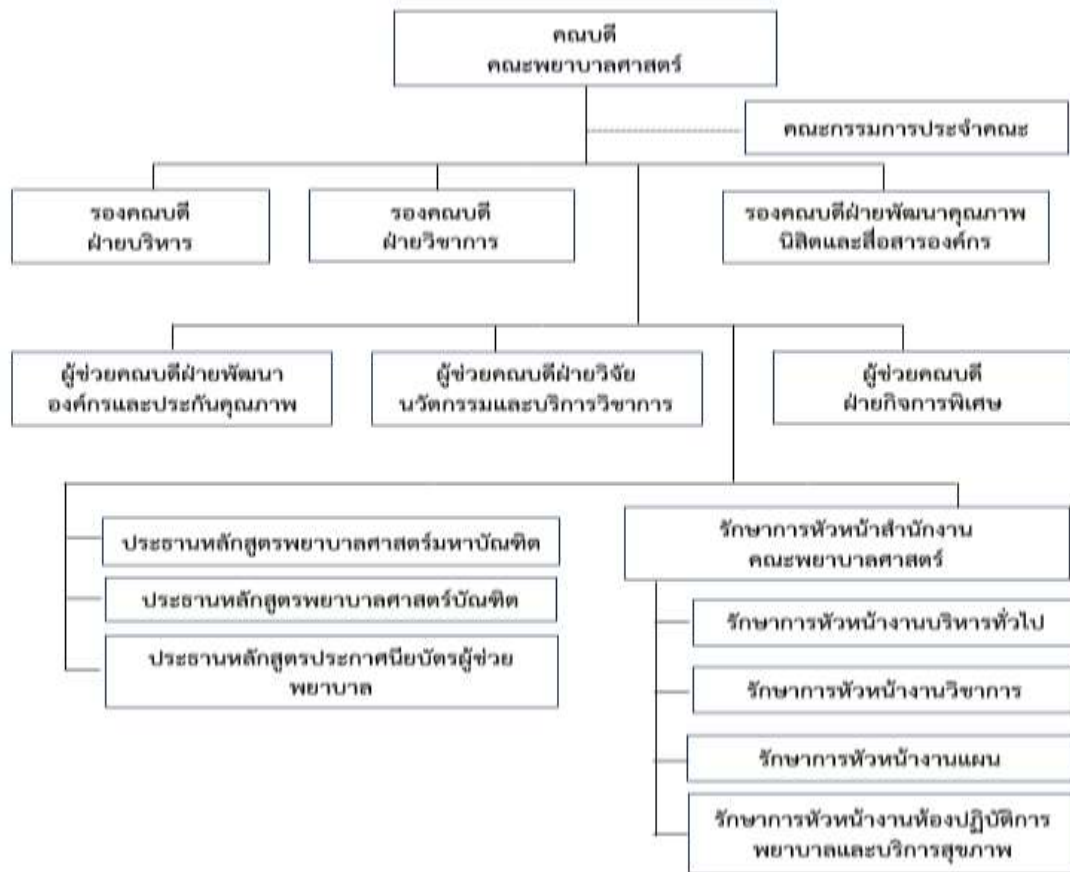 คณบดี
คณะพยาบาลศาสตร์
คณะกรรมการประจำคณะ
รองคณบดี
ฝ่ายบริหาร
รองคณบดี
ฝ่ายวิชาการ
รองคณบดีฝ่ายพัฒนาคุณภาพ
นิสิตและสื่อสารองค์กร
ผู้ช่วยคณบดีฝ่ายพัฒนา
องค์กรและประกันคุณภาพ
ผู้ช่วยคณบดีฝ่ายวิจัย
นวัตกรรมและบริการวิชาการ
ผู้ช่วยคณบดี
ฝ่ายกิจการพิเศษ
ประธานหลักสูตรพยาบาลศาสตร์มหาบัณฑิต
ประธานหลักสูตรพยาบาลศาสตร์บัณฑิต
ประธานหลักสูตรประกาศนียบัตรผู้ช่วย
พยาบาล
รักษาการหัวหน้าสำนักงาน
คณะพยาบาลศาสตร์
รักษาการหัวหน้างานบริหารทั่วไป
รักษาการหัวหน้างานวิชาการ
รักษาการหัวหน้างานแผน
รักษาการหัวหน้างานห้องปฏิบัติการ
พยาบาลและบริการสุขภาพ